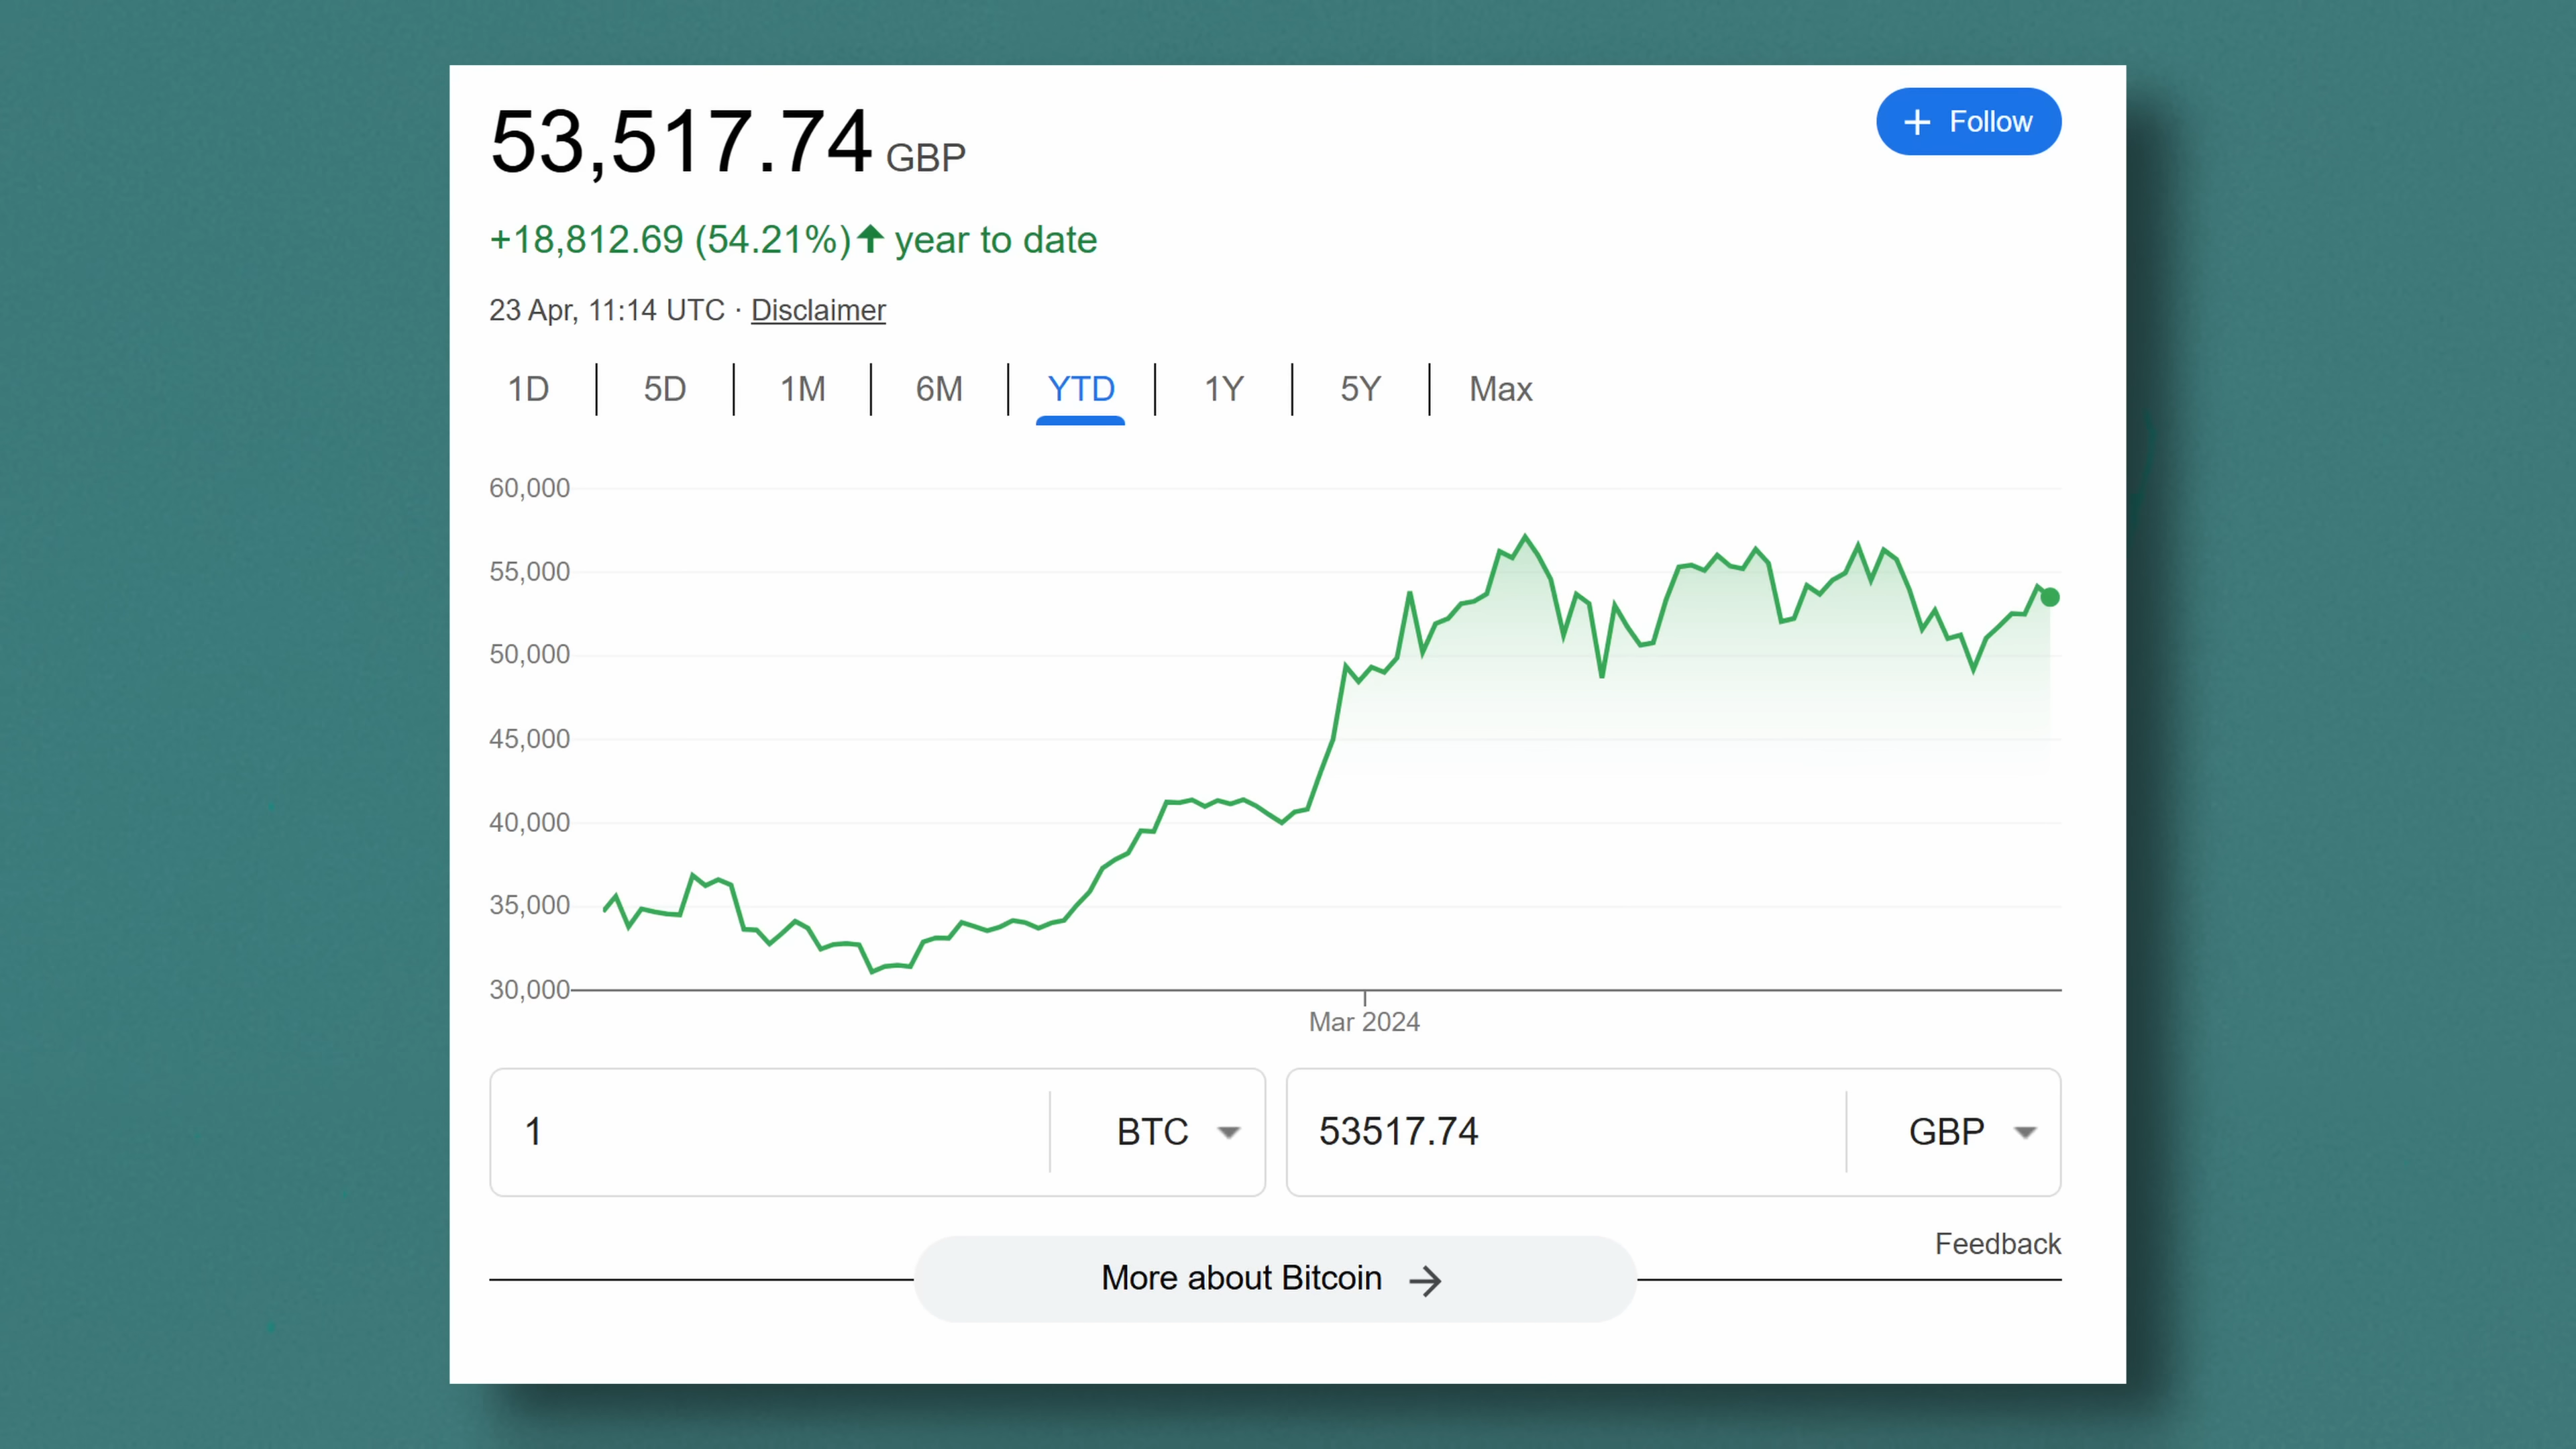 53,517.74 GBP
+ Follow
+18,812.69 (54.21%) ↑ year to date
23 Apr, 11:14 UTC · Disclaimer
1D 5D 1M 6M YTD 1Y 5Y Max
60,000
55,000
50,000
45,000
40,000
35,000
30,000
Mar 2024
1 BTC 53517.74 GBP
Feedback
More about Bitcoin →